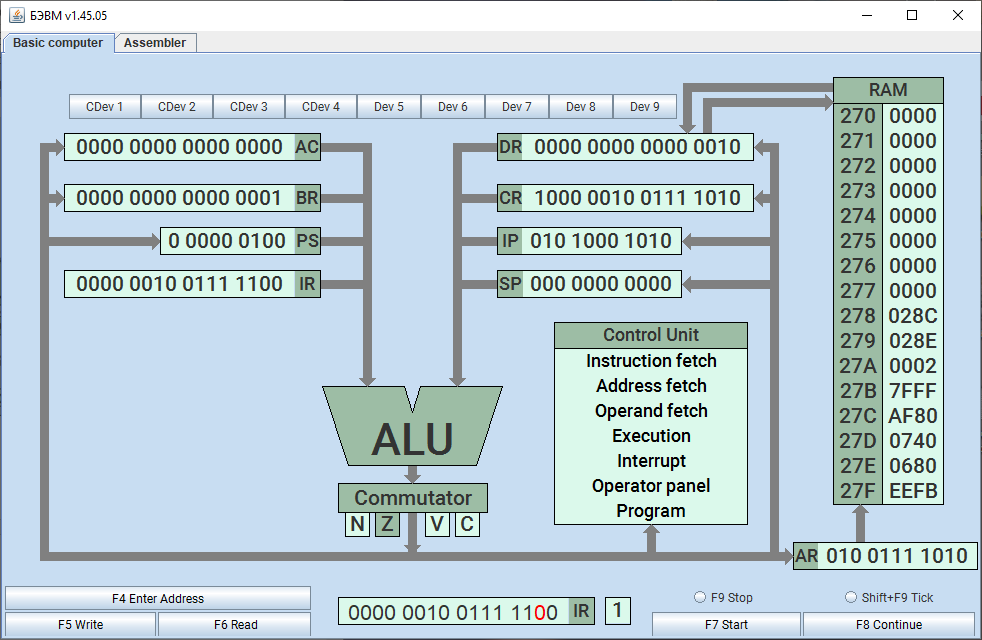 БЭВМ v1.45.05
Basic computer Assembler
CDev 1 CDev 2 CDev 3 CDev 4 Dev 5 Dev 6 Dev 7 Dev 8 Dev 9
0000 0000 0000 0000 AC
0000 0000 0000 0001 BR
0 0000 0100 PS
0000 0010 0111 1100 IR
DR 0000 0000 0000 0010
CR 1000 0010 0111 1010
IP 010 1000 1010
SP 000 0000 0000
RAM
270 0000
271 0000
272 0000
273 0000
274 0000
275 0000
276 0000
277 0000
278 028C
279 028E
27A 0002
27B 7FFF
27C AF80
27D 0740
27E 0680
27F EEFB
Control Unit
Instruction fetch
Address fetch
Operand fetch
Execution
Interrupt
Operator panel
Program
ALU
Commutator
N Z V C
AR 010 0111 1010
F4 Enter Address
F5 Write F6 Read
0000 0010 0111 1100 IR 1
F9 Stop Shift+F9 Tick
F7 Start F8 Continue